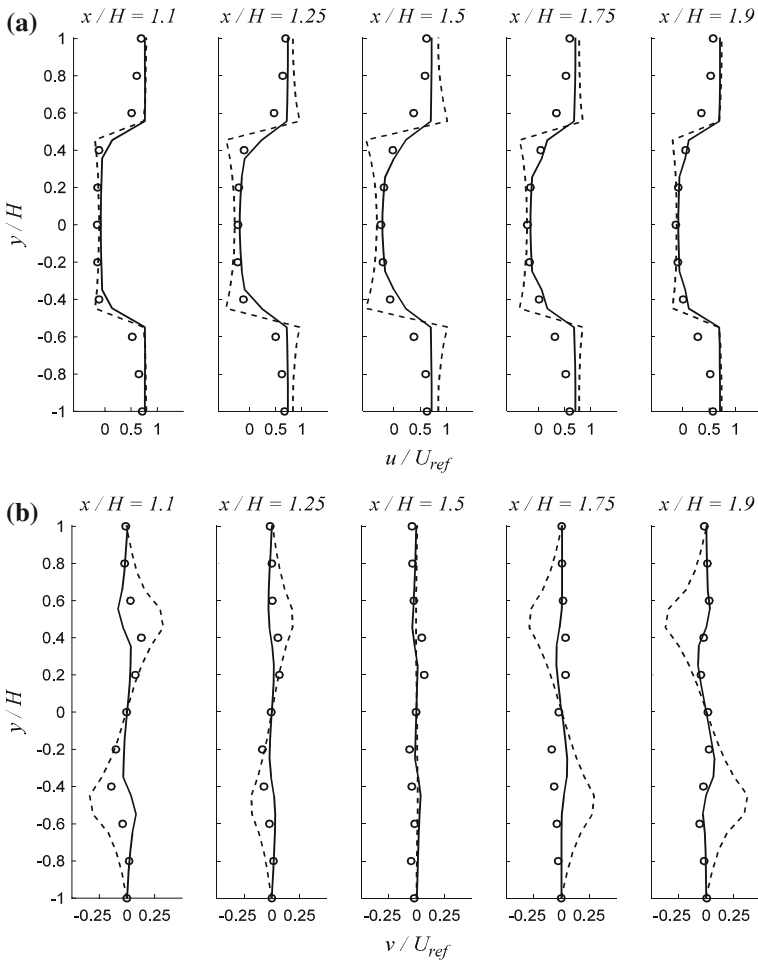 (a)
x / H = 1.1 x / H = 1.25 x / H = 1.5 x / H = 1.75 x / H = 1.9
1
0.8
0.6
0.4
0.2
0
-0.2
-0.4
-0.6
-0.8
-1
y / H
0 0.5 1 0 0.5 1 0 0.5 1 0 0.5 1 0 0.5 1
u / U_ref
(b)
x / H = 1.1 x / H = 1.25 x / H = 1.5 x / H = 1.75 x / H = 1.9
1
0.8
0.6
0.4
0.2
0
-0.2
-0.4
-0.6
-0.8
-1
y / H
-0.25 0 0.25 -0.25 0 0.25 -0.25 0 0.25 -0.25 0 0.25 -0.25 0 0.25
v / U_ref